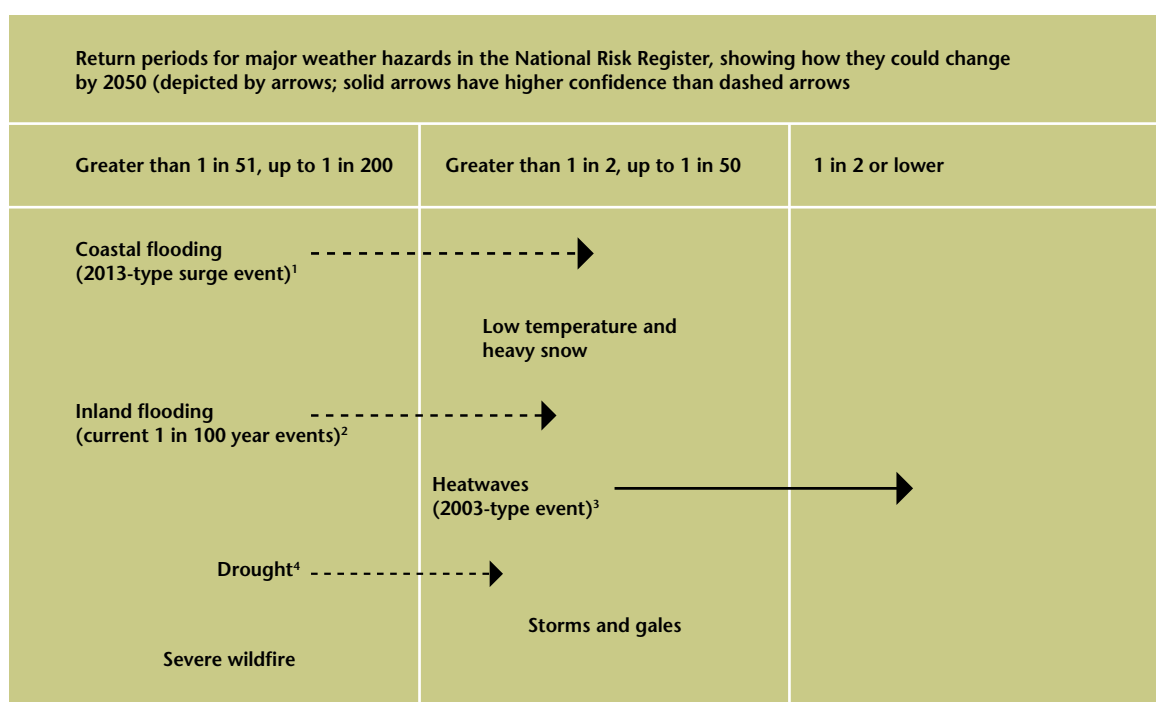 Return periods for major weather hazards in the National Risk Register, showing how they could change
by 2050 (depicted by arrows; solid arrows have higher confidence than dashed arrows
Greater than 1 in 51, up to 1 in 200
Greater than 1 in 2, up to 1 in 50
1 in 2 or lower
Coastal flooding
(2013-type surge event)¹
Low temperature and
heavy snow
Inland flooding
(current 1 in 100 year events)²
Heatwaves
(2003-type event)³
Drought⁴
Storms and gales
Severe wildfire